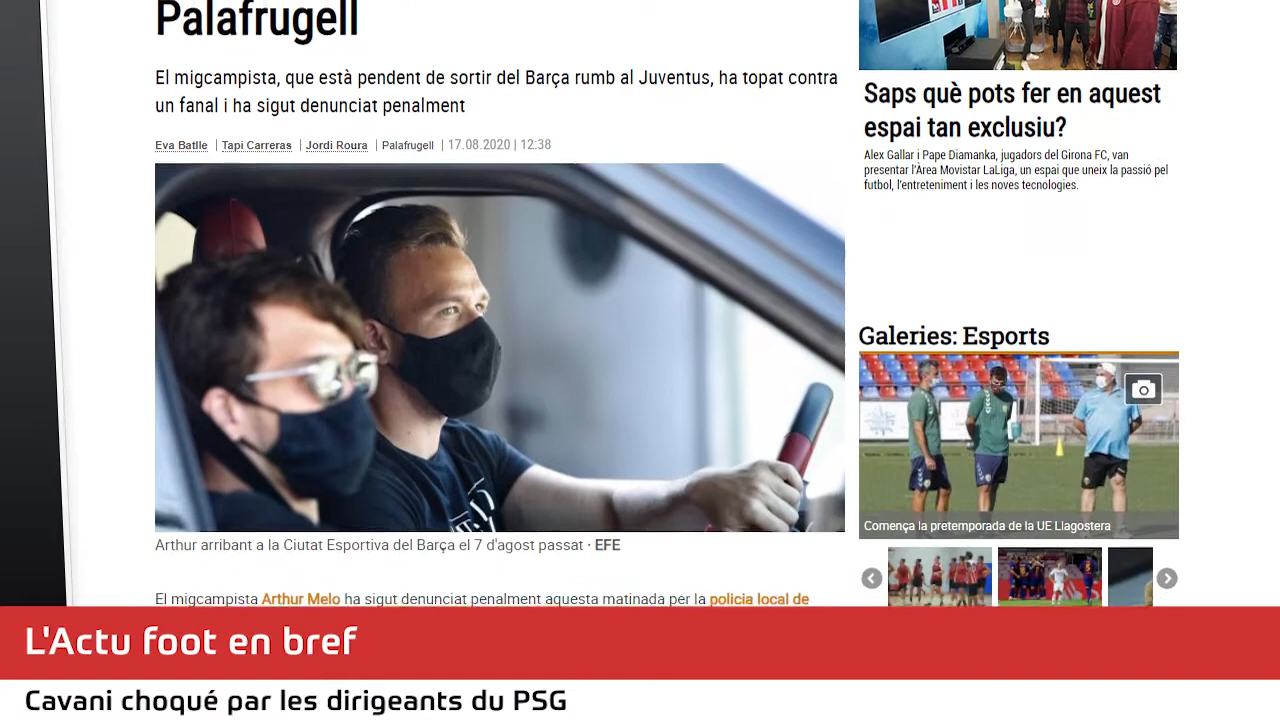 Palafrugell
El migcampista, que està pendent de sortir del Barça rumb al Juventus, ha topat contra
un fanal i ha sigut denunciat penalment
Eva Batlle | Tapi Carreras | Jordi Roura | Palafrugell | 17.08.2020 | 12:38
Arthur arribant a la Ciutat Esportiva del Barça el 7 d'agost passat · EFE
El migcampista Arthur Melo ha sigut denunciat penalment aquesta matinada per la policia local de
Saps què pots fer en aquest
espai tan exclusiu?
Alex Gallar i Pape Diamanka, jugadors del Girona FC, van
presentar l'Àrea Movistar LaLiga, un espai que uneix la passió pel
futbol, l'entreteniment i les noves tecnologies.
Galeries: Esports
Comença la pretemporada de la UE Llagostera
L'Actu foot en bref
Cavani choqué par les dirigeants du PSG